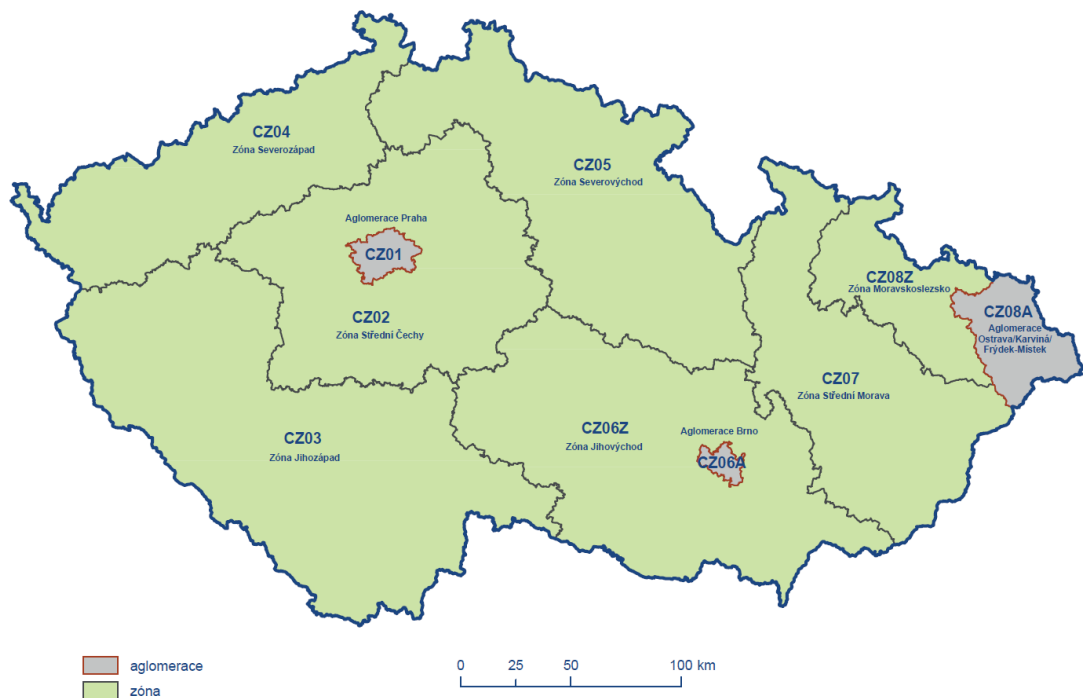 CZ04
Zóna Severozápad
CZ05
Zóna Severovýchod
Aglomerace Praha
CZ01
CZ08Z
Zóna Moravskoslezsko
CZ02
Zóna Střední Čechy
CZ08A
Aglomerace
Ostrava/Karviná/
Frýdek-Místek
CZ07
Zóna Střední Morava
CZ03
Zóna Jihozápad
CZ06Z
Zóna Jihovýchod
Aglomerace Brno
CZ06A
aglomerace
zóna
0 25 50 100 km